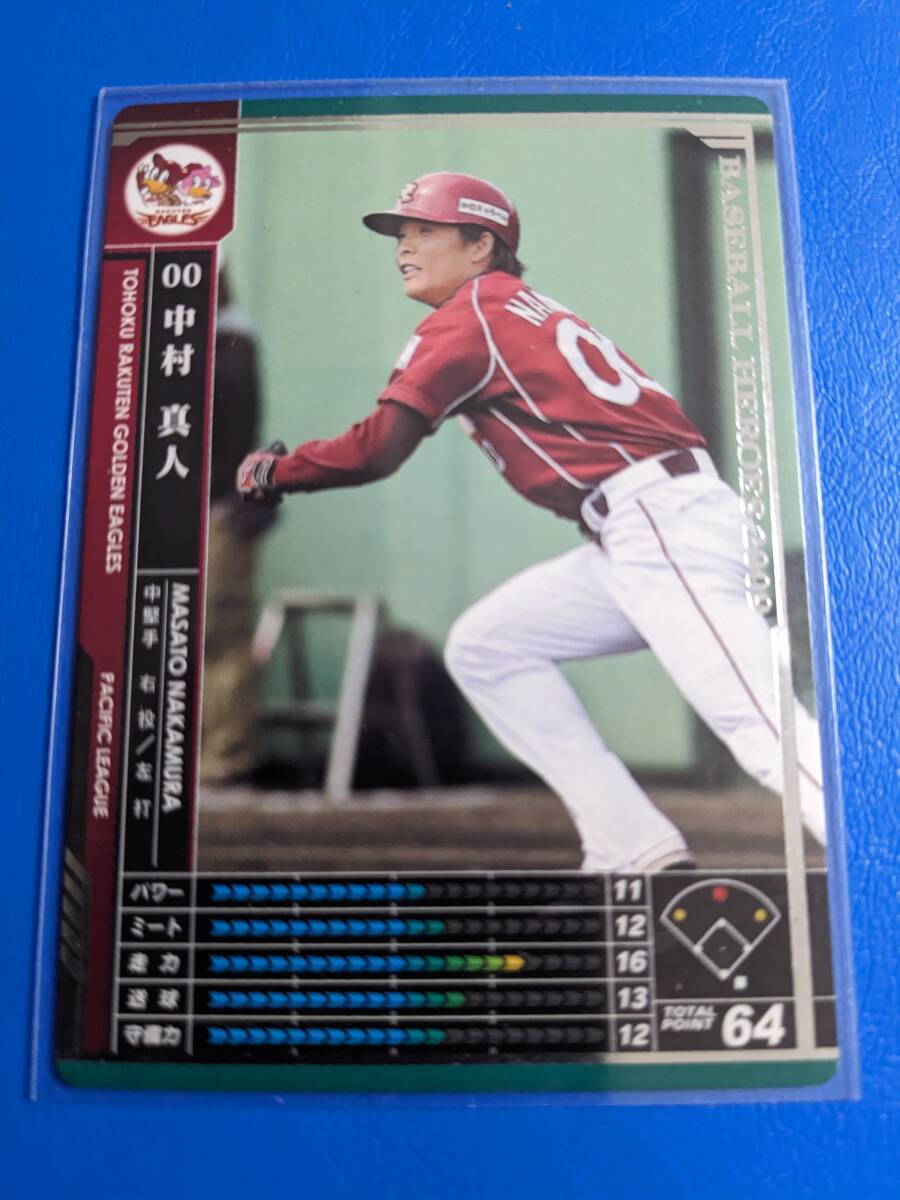 RAKUTEN
EAGLES
BASEBALL HEROES 2009
00 中村 真人
TOHOKU RAKUTEN GOLDEN EAGLES
MASATO NAKAMURA
中堅手 右投/左打
PACIFIC LEAGUE
パワー 11
ミート 12
走力 16
送球 13
守備力 12
TOTAL POINT 64